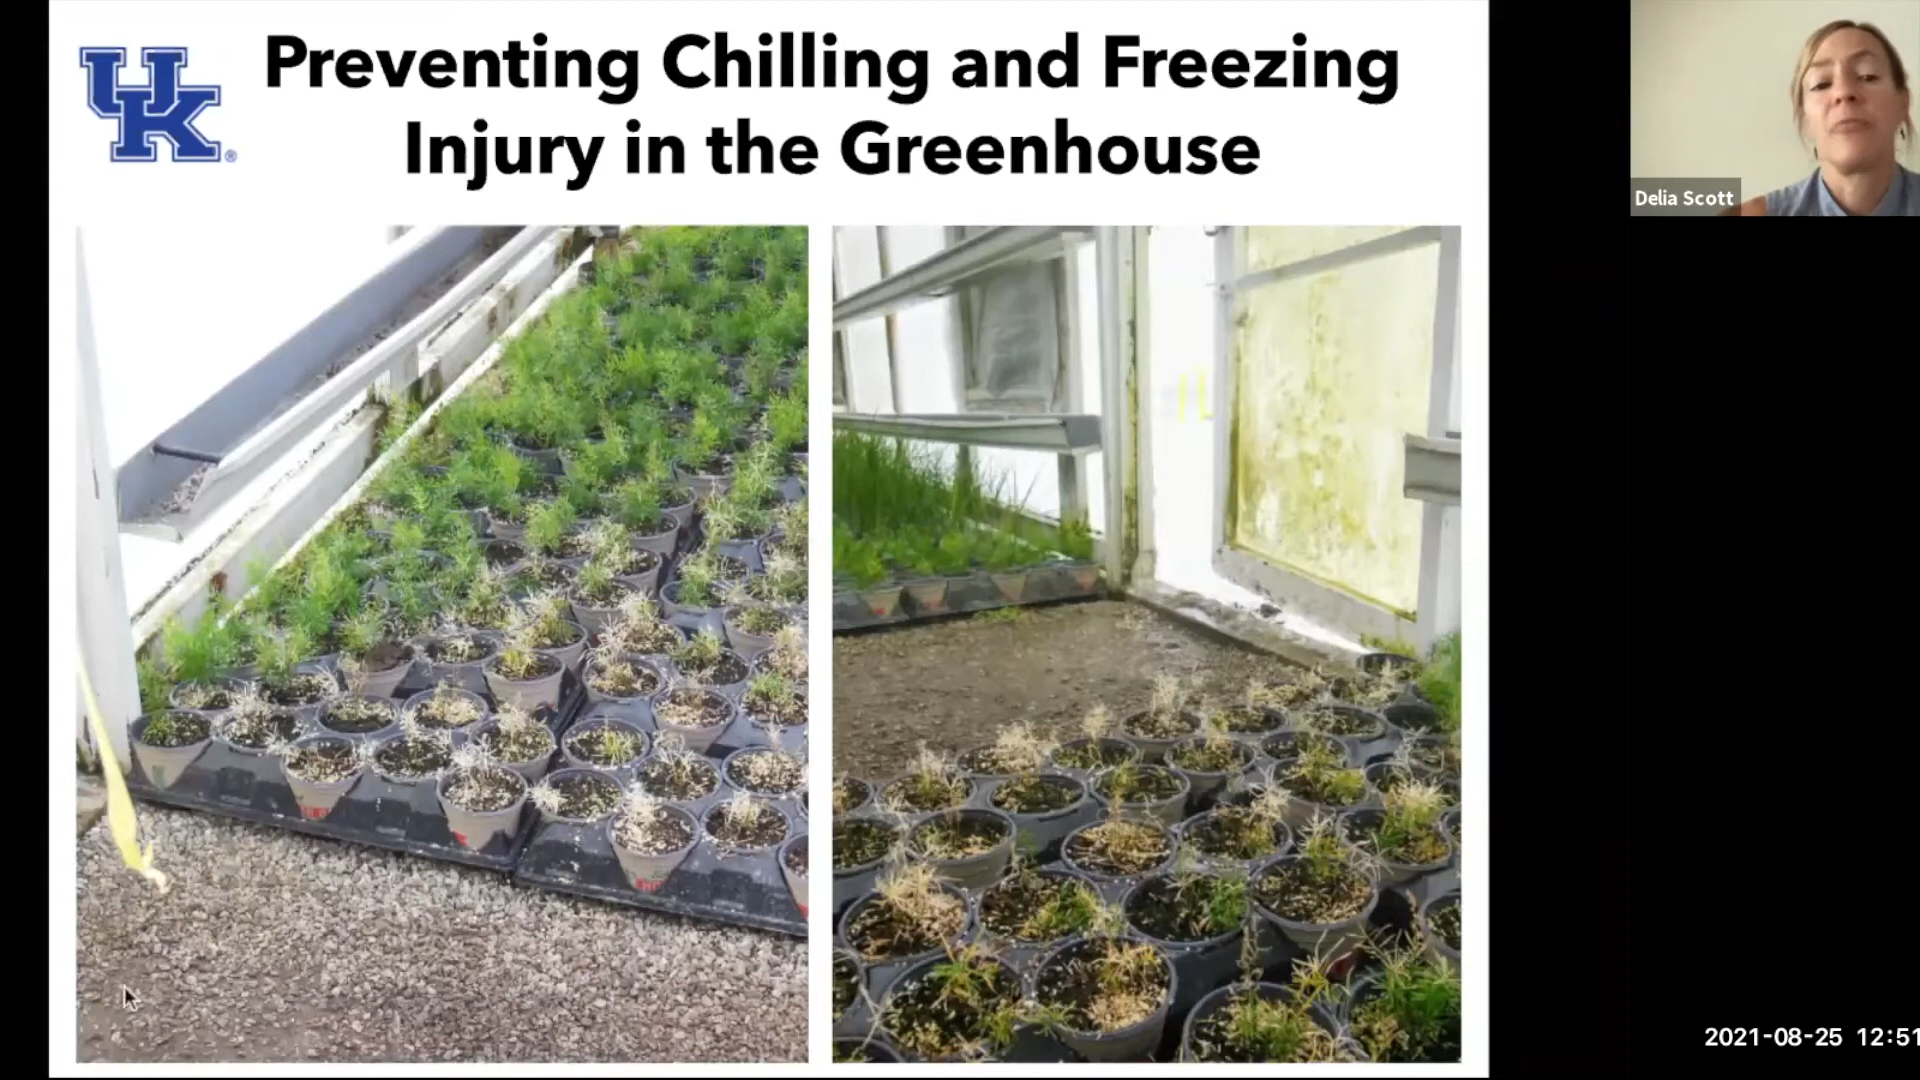 UK
Preventing Chilling and Freezing
Injury in the Greenhouse
Delia Scott
2021-08-25 12:51